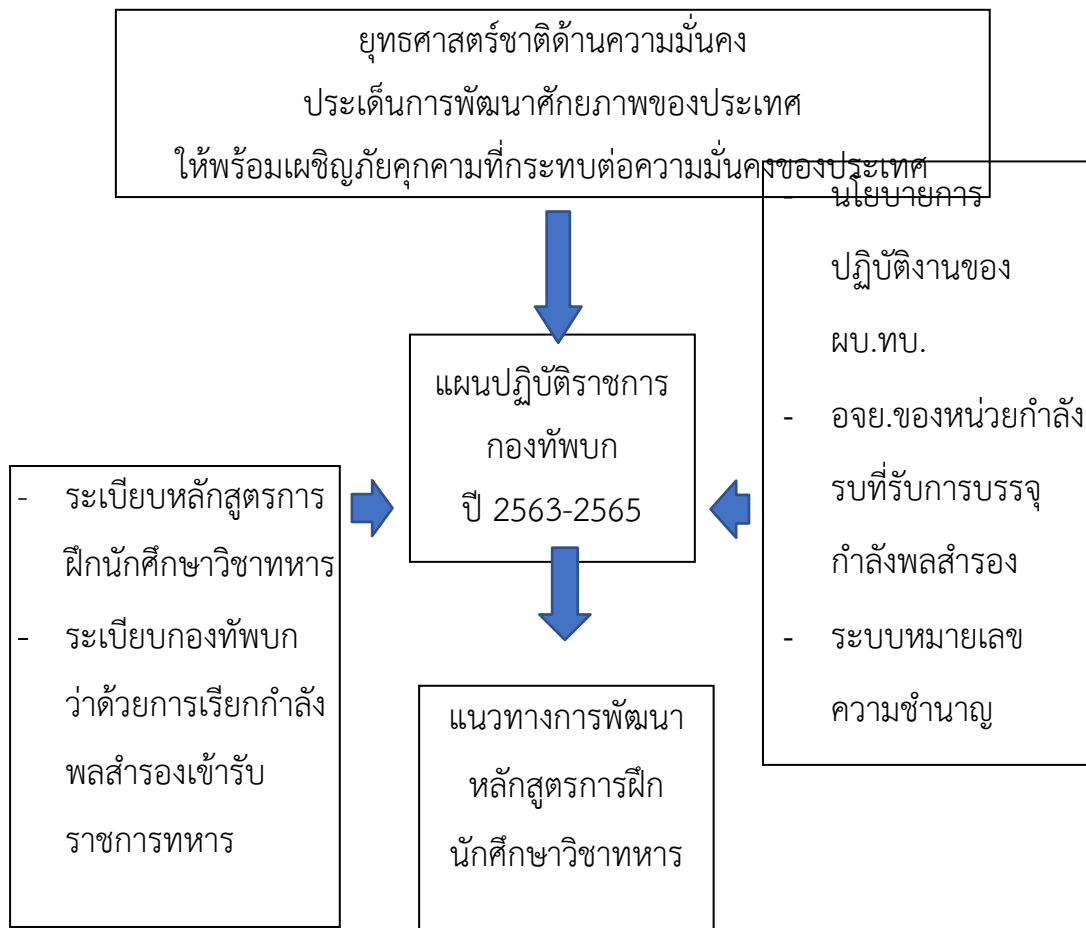 ยุทธศาสตร์ชาติด้านความมั่นคง
ประเด็นการพัฒนาศักยภาพของประเทศ
ให้พร้อมเผชิญภัยคุกคามที่กระทบต่อความมั่นคงของประเทศ
แผนปฏิบัติราชการ
กองทัพบก
ปี 2563-2565
- ระเบียบหลักสูตรการ
ฝึกนักศึกษาวิชาทหาร
- ระเบียบกองทัพบก
ว่าด้วยการเรียกกำลัง
พลสำรองเข้ารับ
ราชการทหาร
- นโยบายการ
ปฏิบัติงานของ
ผบ.ทบ.
- อจย.ของหน่วยกำลัง
รบที่รับการบรรจุ
กำลังพลสำรอง
- ระบบหมายเลข
ความชำนาญ
แนวทางการพัฒนา
หลักสูตรการฝึก
นักศึกษาวิชาทหาร